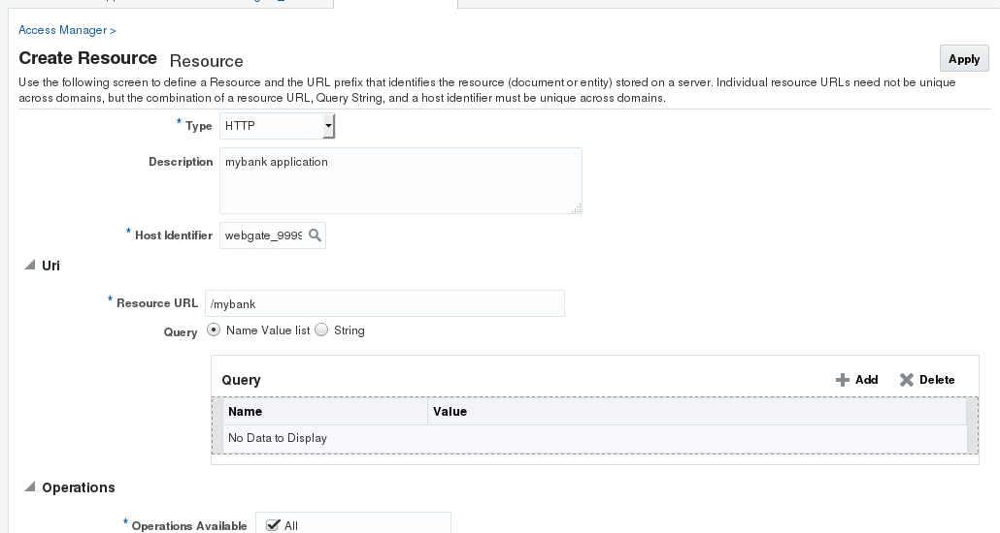 Access Manager >
Create Resource Resource
Apply
Use the following screen to define a Resource and the URL prefix that identifies the resource (document or entity) stored on a server. Individual resource URLs need not be unique
across domains, but the combination of a resource URL, Query String, and a host identifier must be unique across domains.
* Type HTTP
Description mybank application
* Host Identifier webgate_9999
Uri
* Resource URL /mybank
Query Name Value list String
Query Add Delete
Name Value
No Data to Display
Operations
* Operations Available All